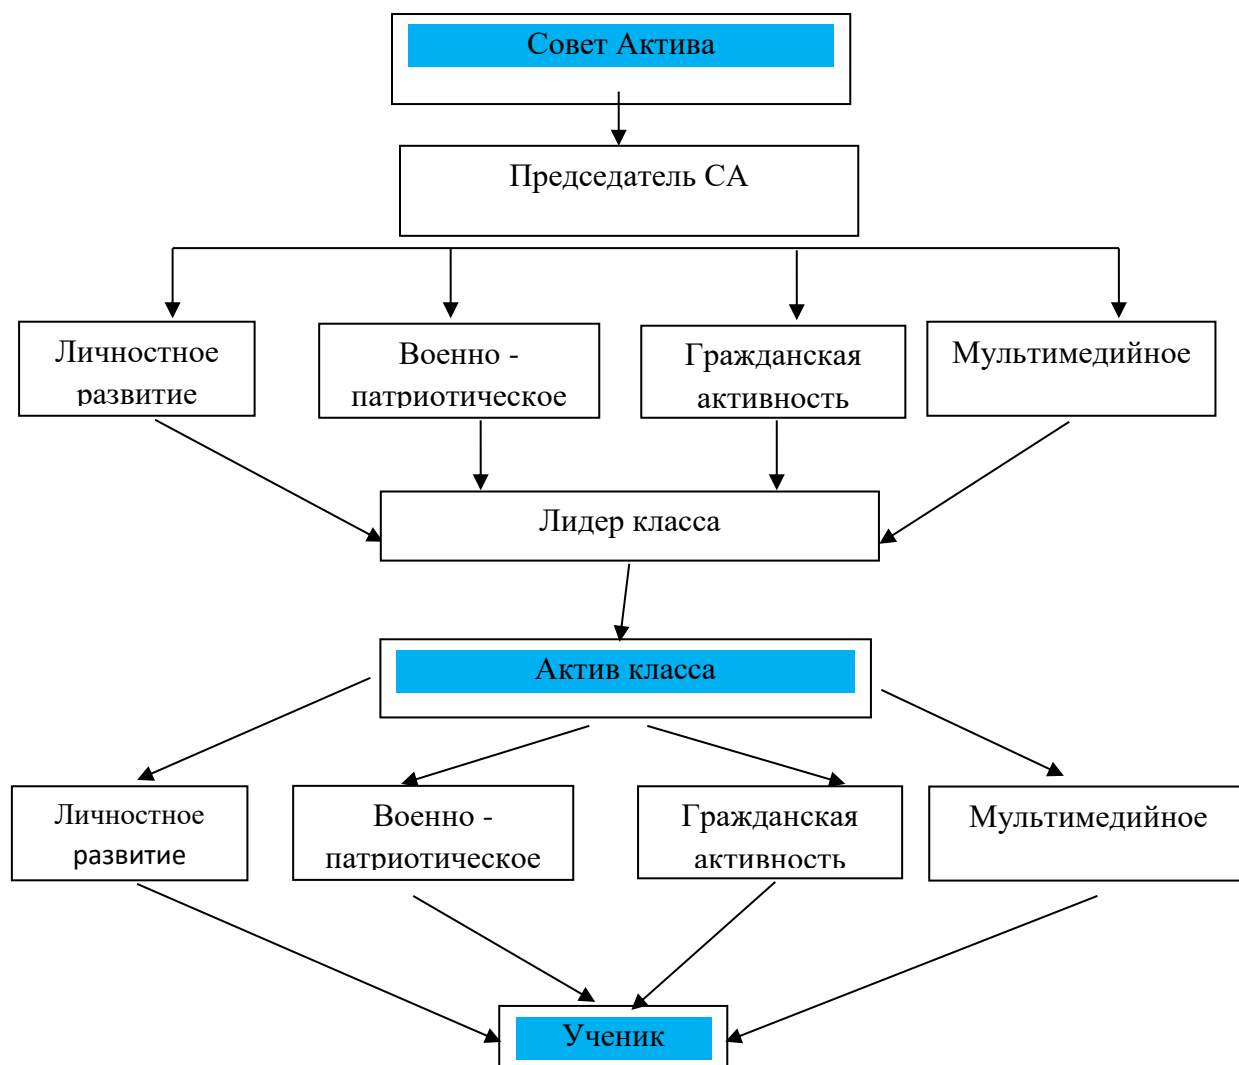 Совет Актива
Председатель СА
Личностное
развитие
Военно -
патриотическое
Гражданская
активность
Мультимедийное
Лидер класса
Актив класса
Личностное
развитие
Военно -
патриотическое
Гражданская
активность
Мультимедийное
Ученик